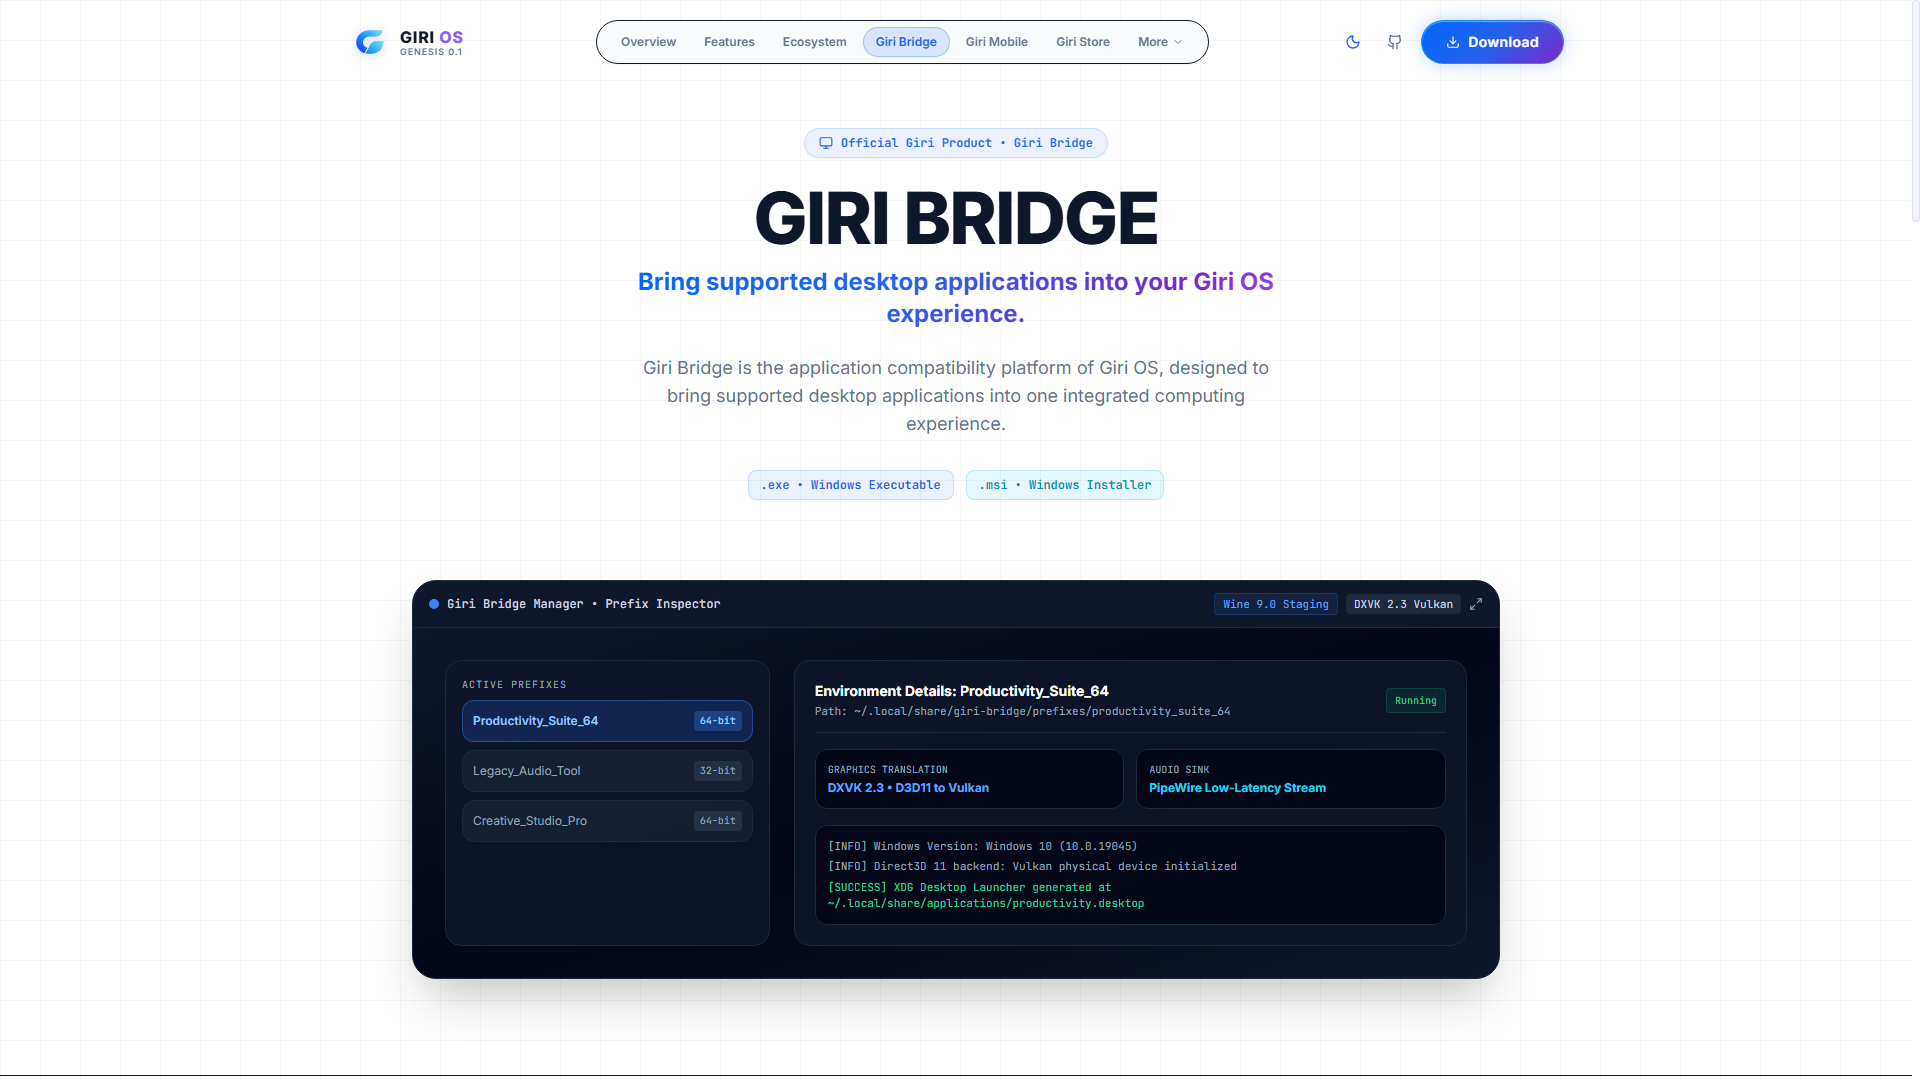 GIRI OS
GENESIS 0.1
Overview
Features
Ecosystem
Giri Bridge
Giri Mobile
Giri Store
More
Download
Official Giri Product • Giri Bridge
GIRI BRIDGE
Bring supported desktop applications into your Giri OS
experience.
Giri Bridge is the application compatibility platform of Giri OS, designed to
bring supported desktop applications into one integrated computing
experience.
.exe • Windows Executable
.msi • Windows Installer
Giri Bridge Manager • Prefix Inspector
Wine 9.0 Staging
DXVK 2.3 Vulkan
ACTIVE PREFIXES
Productivity_Suite_64
64-bit
Legacy_Audio_Tool
32-bit
Creative_Studio_Pro
64-bit
Environment Details: Productivity_Suite_64
Path: ~/.local/share/giri-bridge/prefixes/productivity_suite_64
Running
GRAPHICS TRANSLATION
DXVK 2.3 • D3D11 to Vulkan
AUDIO SINK
PipeWire Low-Latency Stream
[INFO] Windows Version: Windows 10 (10.0.19045)
[INFO] Direct3D 11 backend: Vulkan physical device initialized
[SUCCESS] XDG Desktop Launcher generated at
~/.local/share/applications/productivity.desktop